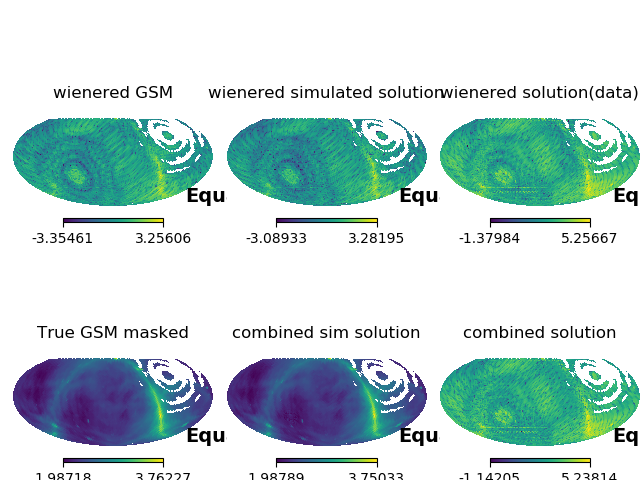 wienered GSM
wienered simulated solution
wienered solution(data)
Equ
Equ
Eq
-3.35461 3.25606
-3.08933 3.28195
-1.37984 5.25667
True GSM masked
combined sim solution
combined solution
Equ
Equ
Eq
1.98718 3.76227
1.98789 3.75033
-1.14205 5.23814